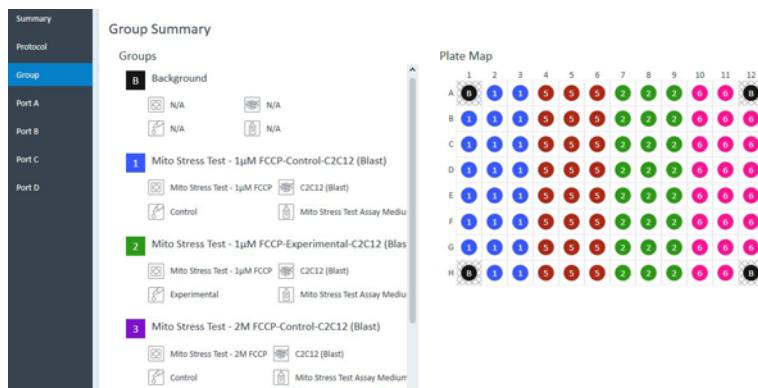 Summary
Protocol
Group
Port A
Port B
Port C
Port D
Group Summary
Groups
B Background
N/A N/A
N/A N/A
1 Mito Stress Test - 1µM FCCP-Control-C2C12 (Blast)
Mito Stress Test - 1µM FCCP C2C12 (Blast)
Control Mito Stress Test Assay Medium
2 Mito Stress Test - 1µM FCCP-Experimental-C2C12 (Blas
Mito Stress Test - 1µM FCCP C2C12 (Blast)
Experimental Mito Stress Test Assay Mediu
3 Mito Stress Test - 2M FCCP-Control-C2C12 (Blast)
Mito Stress Test - 2M FCCP C2C12 (Blast)
Control Mito Stress Test Assay Medium
Plate Map
1 2 3 4 5 6 7 8 9 10 11 12
A B 1 1 5 5 5 2 2 2 6 6 B
B 1 1 1 5 5 5 2 2 2 6 6 6
C 1 1 1 5 5 5 2 2 2 6 6 6
D 1 1 1 5 5 5 2 2 2 6 6 6
E 1 1 1 5 5 5 2 2 2 6 6 6
F 1 1 1 5 5 5 2 2 2 6 6 6
G 1 1 1 5 5 5 2 2 2 6 6 6
H B 1 1 5 5 5 2 2 2 6 6 B